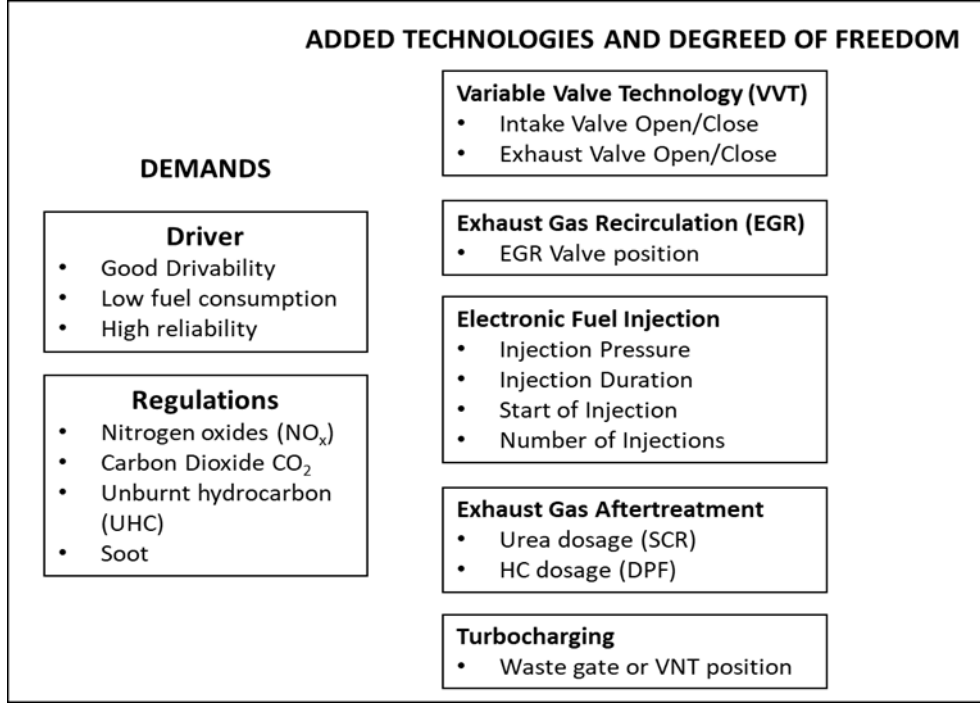 ADDED TECHNOLOGIES AND DEGREED OF FREEDOM
DEMANDS
Driver
• Good Drivability
• Low fuel consumption
• High reliability
Regulations
• Nitrogen oxides (NOₓ)
• Carbon Dioxide CO₂
• Unburnt hydrocarbon
(UHC)
• Soot
Variable Valve Technology (VVT)
• Intake Valve Open/Close
• Exhaust Valve Open/Close
Exhaust Gas Recirculation (EGR)
• EGR Valve position
Electronic Fuel Injection
• Injection Pressure
• Injection Duration
• Start of Injection
• Number of Injections
Exhaust Gas Aftertreatment
• Urea dosage (SCR)
• HC dosage (DPF)
Turbocharging
• Waste gate or VNT position